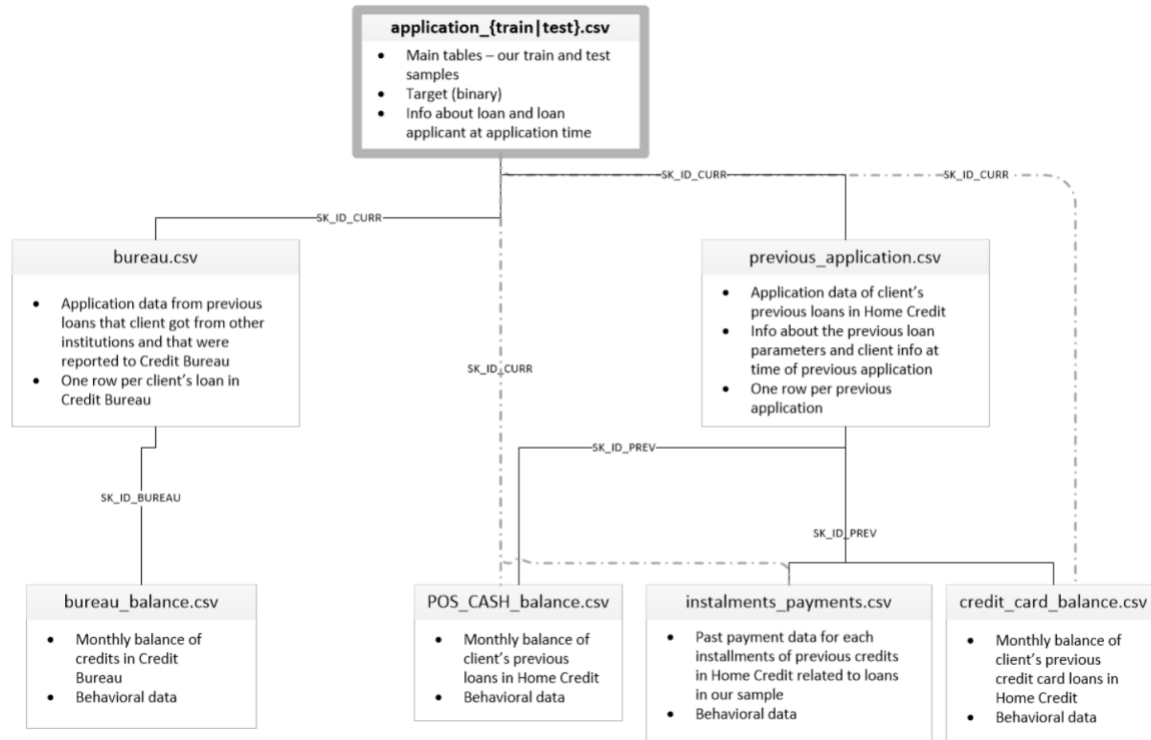 application_{train|test}.csv
• Main tables – our train and test
samples
• Target (binary)
• Info about loan and loan
applicant at application time
SK_ID_CURR
SK_ID_CURR
SK_ID_CURR
bureau.csv
• Application data from previous
loans that client got from other
institutions and that were
reported to Credit Bureau
• One row per client's loan in
Credit Bureau
previous_application.csv
• Application data of client's
previous loans in Home Credit
• Info about the previous loan
parameters and client info at
time of previous application
• One row per previous
application
SK_ID_CURR
SK_ID_PREV
SK_ID_BUREAU
SK_ID_PREV
bureau_balance.csv
• Monthly balance of
credits in Credit
Bureau
• Behavioral data
POS_CASH_balance.csv
• Monthly balance of
client's previous
loans in Home Credit
• Behavioral data
instalments_payments.csv
• Past payment data for each
installments of previous credits
in Home Credit related to loans
in our sample
• Behavioral data
credit_card_balance.csv
• Monthly balance of
client's previous
credit card loans in
Home Credit
• Behavioral data